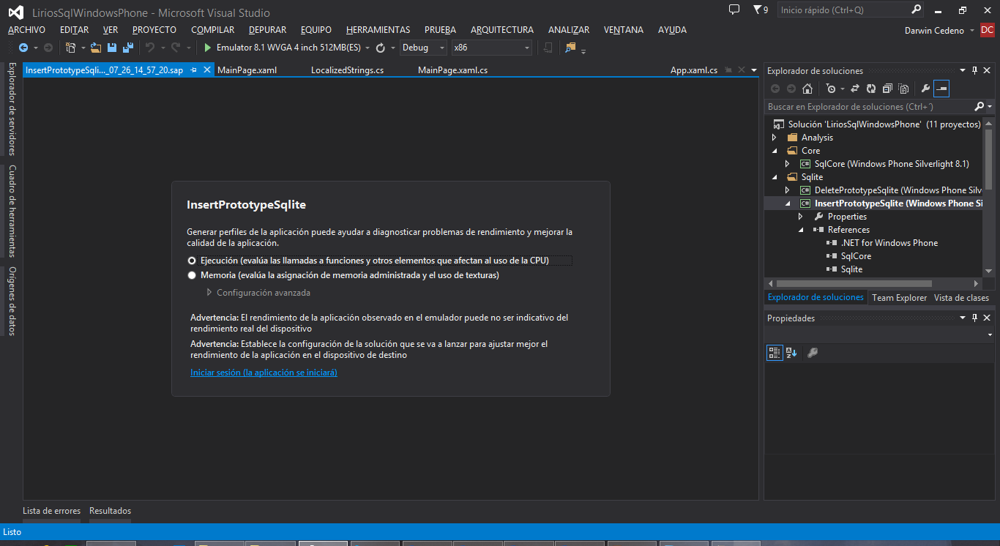 LiriosSqlWindowsPhone - Microsoft Visual Studio
9
Inicio rápido (Ctrl+Q)
ARCHIVO EDITAR VER PROYECTO COMPILAR DEPURAR EQUIPO HERRAMIENTAS PRUEBA ARQUITECTURA ANALIZAR VENTANA AYUDA
Darwin Cedeno DC
Emulator 8.1 WVGA 4 inch 512MB(ES) Debug x86
InsertPrototypeSqli..._07_26_14_57_20.sap MainPage.xaml LocalizedStrings.cs MainPage.xaml.cs App.xaml.cs
Explorador de servidores
Cuadro de herramientas
Orígenes de datos
InsertPrototypeSqlite
Generar perfiles de la aplicación puede ayudar a diagnosticar problemas de rendimiento y mejorar la
calidad de la aplicación.
Ejecución (evalúa las llamadas a funciones y otros elementos que afectan al uso de la CPU)
Memoria (evalúa la asignación de memoria administrada y el uso de texturas)
Configuración avanzada
Advertencia: El rendimiento de la aplicación observado en el emulador puede no ser indicativo del
rendimiento real del dispositivo
Advertencia: Establece la configuración de la solución que se va a lanzar para ajustar mejor el
rendimiento de la aplicación en el dispositivo de destino
Iniciar sesión (la aplicación se iniciará)
Explorador de soluciones
Buscar en Explorador de soluciones (Ctrl+´)
Solución 'LiriosSqlWindowsPhone' (11 proyectos)
Analysis
Core
C# SqlCore (Windows Phone Silverlight 8.1)
Sqlite
C# DeletePrototypeSqlite (Windows Phone Silv
C# InsertPrototypeSqlite (Windows Phone Si
Properties
References
.NET for Windows Phone
SqlCore
Sqlite
Explorador de soluciones Team Explorer Vista de clases
Propiedades
Lista de errores Resultados
Listo